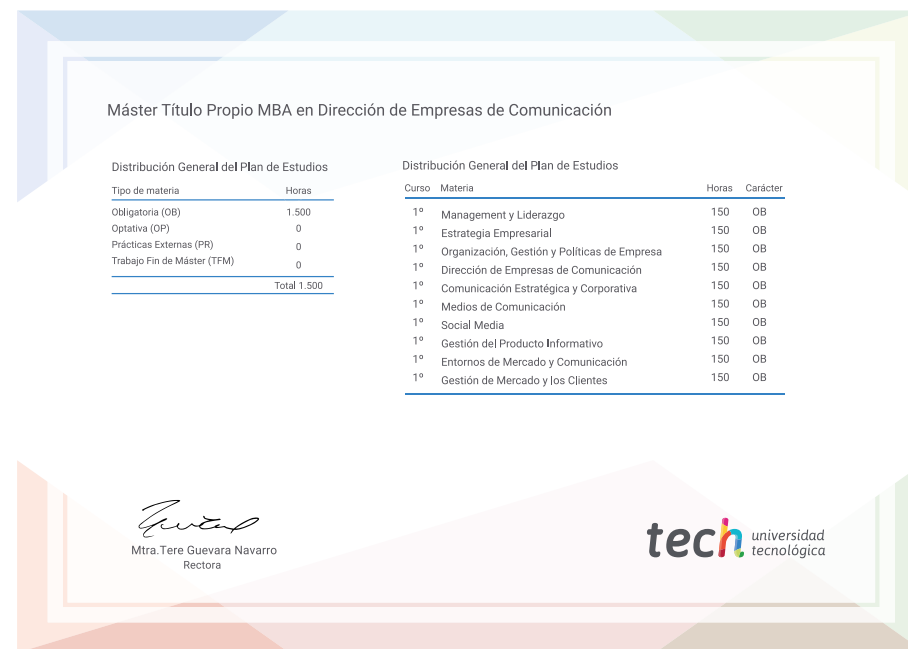 Máster Título Propio MBA en Dirección de Empresas de Comunicación
Distribución General del Plan de Estudios
Tipo de materia Horas
Obligatoria (OB) 1.500
Optativa (OP) 0
Prácticas Externas (PR) 0
Trabajo Fin de Máster (TFM) 0
Total 1.500
Distribución General del Plan de Estudios
Curso Materia Horas Carácter
1º Management y Liderazgo 150 OB
1º Estrategia Empresarial 150 OB
1º Organización, Gestión y Políticas de Empresa 150 OB
1º Dirección de Empresas de Comunicación 150 OB
1º Comunicación Estratégica y Corporativa 150 OB
1º Medios de Comunicación 150 OB
1º Social Media 150 OB
1º Gestión del Producto Informativo 150 OB
1º Entornos de Mercado y Comunicación 150 OB
1º Gestión de Mercado y los Clientes 150 OB
Mtra.Tere Guevara Navarro
Rectora
tech universidad
tecnológica